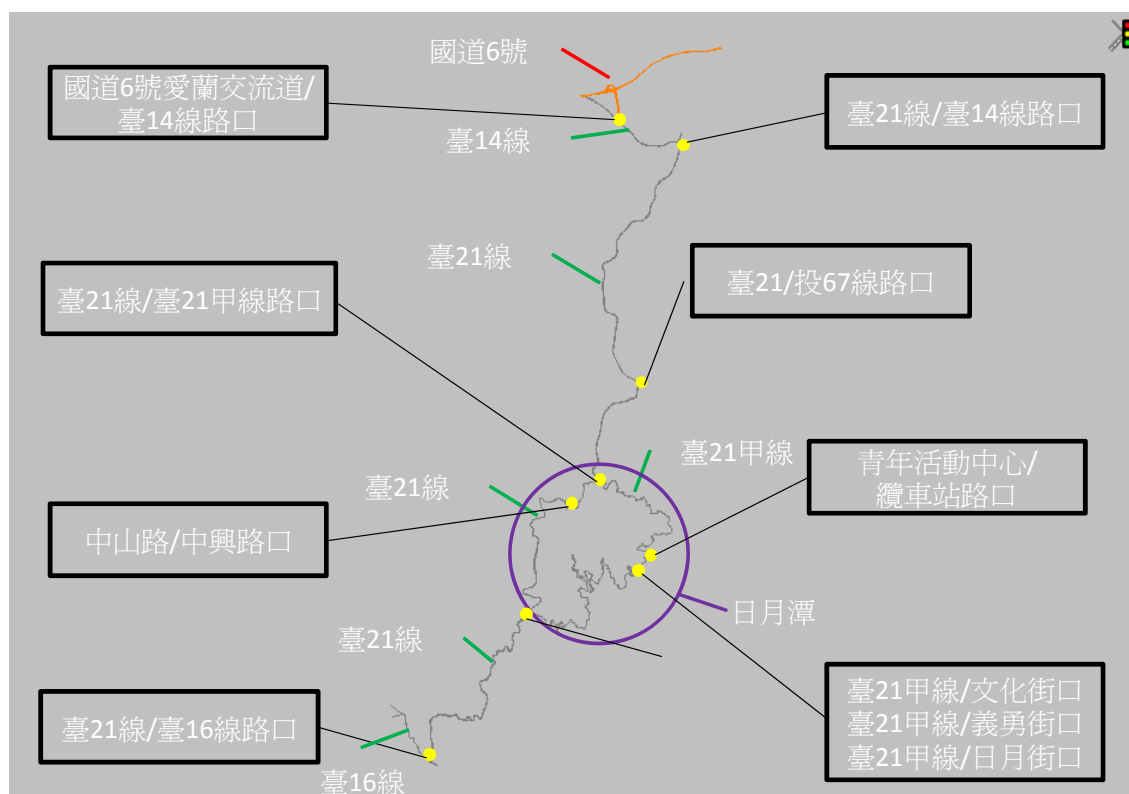 國道6號
國道6號愛蘭交流道/
臺14線路口
臺14線
臺21線/臺14線路口
臺21線
臺21線/臺21甲線路口
臺21/投67線路口
臺21甲線
臺21線
青年活動中心/
纜車站路口
中山路/中興路口
日月潭
臺21線
臺21甲線/文化街口
臺21甲線/義勇街口
臺21甲線/日月街口
臺21線/臺16線路口
臺16線